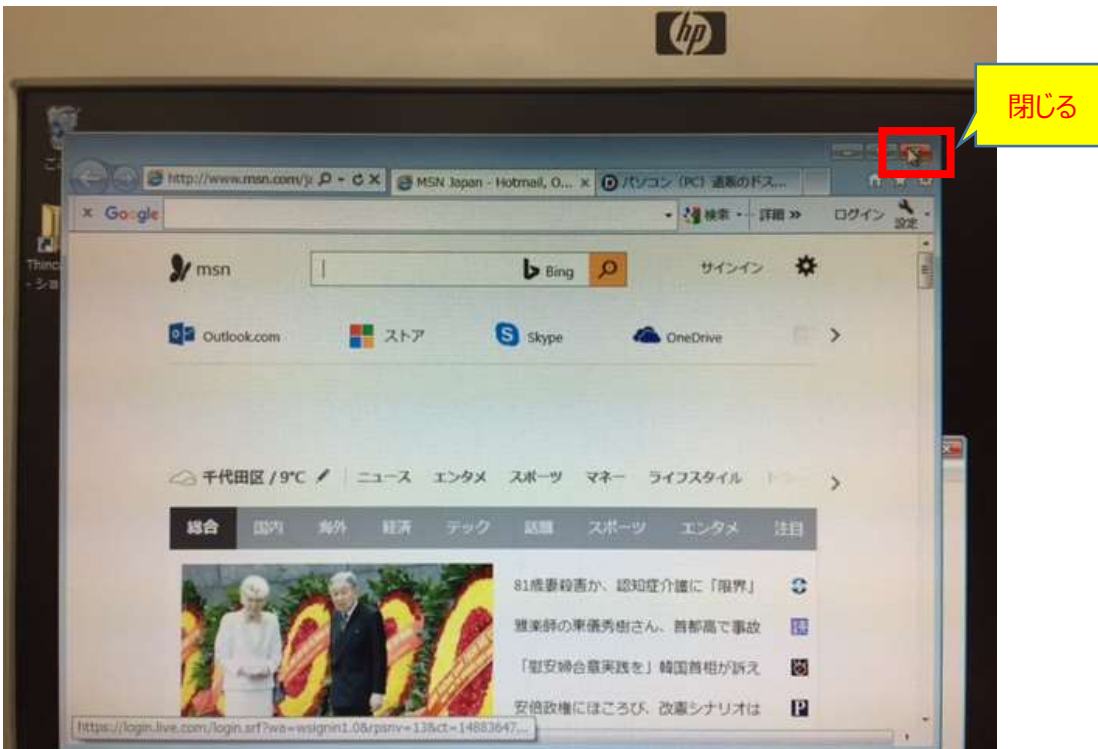 hp
閉じる
http://www.msn.com/j
MSN Japan - Hotmail, O...
パソコン (PC) 通販のドス...
Google
検索
詳細 »
ログイン
設定
Thinc
- ショ
msn
Bing
サインイン
Outlook.com
ストア
Skype
OneDrive
千代田区 / 9°C
ニュース
エンタメ
スポーツ
マネー
ライフスタイル
総合
国内
海外
経済
テック
話題
スポーツ
エンタメ
注目
81歳妻殺害か、認知症介護に「限界」
雅楽師の東儀秀樹さん、首都高で事故
「慰安婦合意実践を」韓国首相が訴え
安倍政権にほころび、改憲シナリオは
https://login.live.com/login.srf?wa=wsignin1.0&rpsnv=13&ct=14883647...